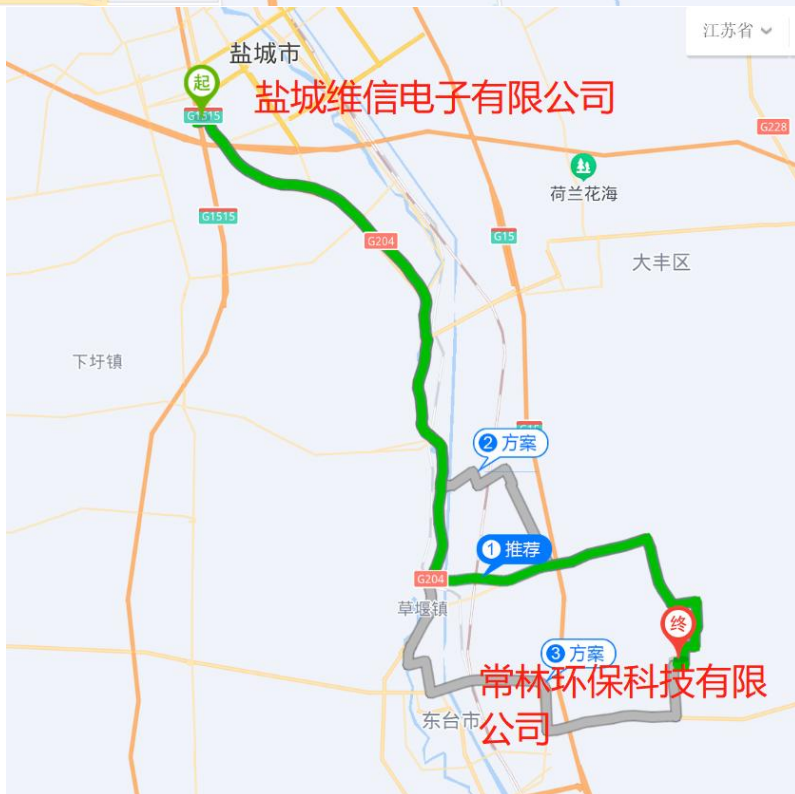 江苏省
盐城市
起
盐城维信电子有限公司
G1515
G228
荷兰花海
G1515
G204
G15
大丰区
下圩镇
G15
2 方案
1 推荐
G204
草堰镇
终
3 方案
常林环保科技有限
公司
东台市